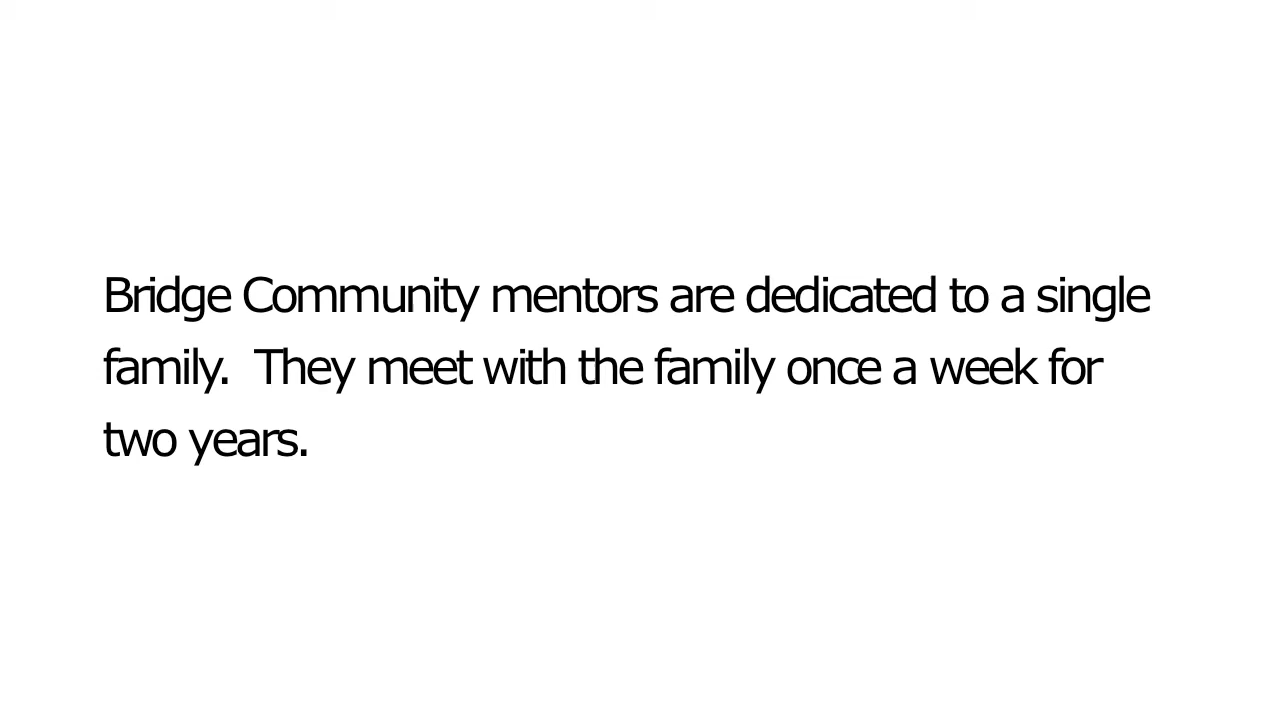 Bridge Community mentors are dedicated to a single
family.  They meet with the family once a week for
two years.